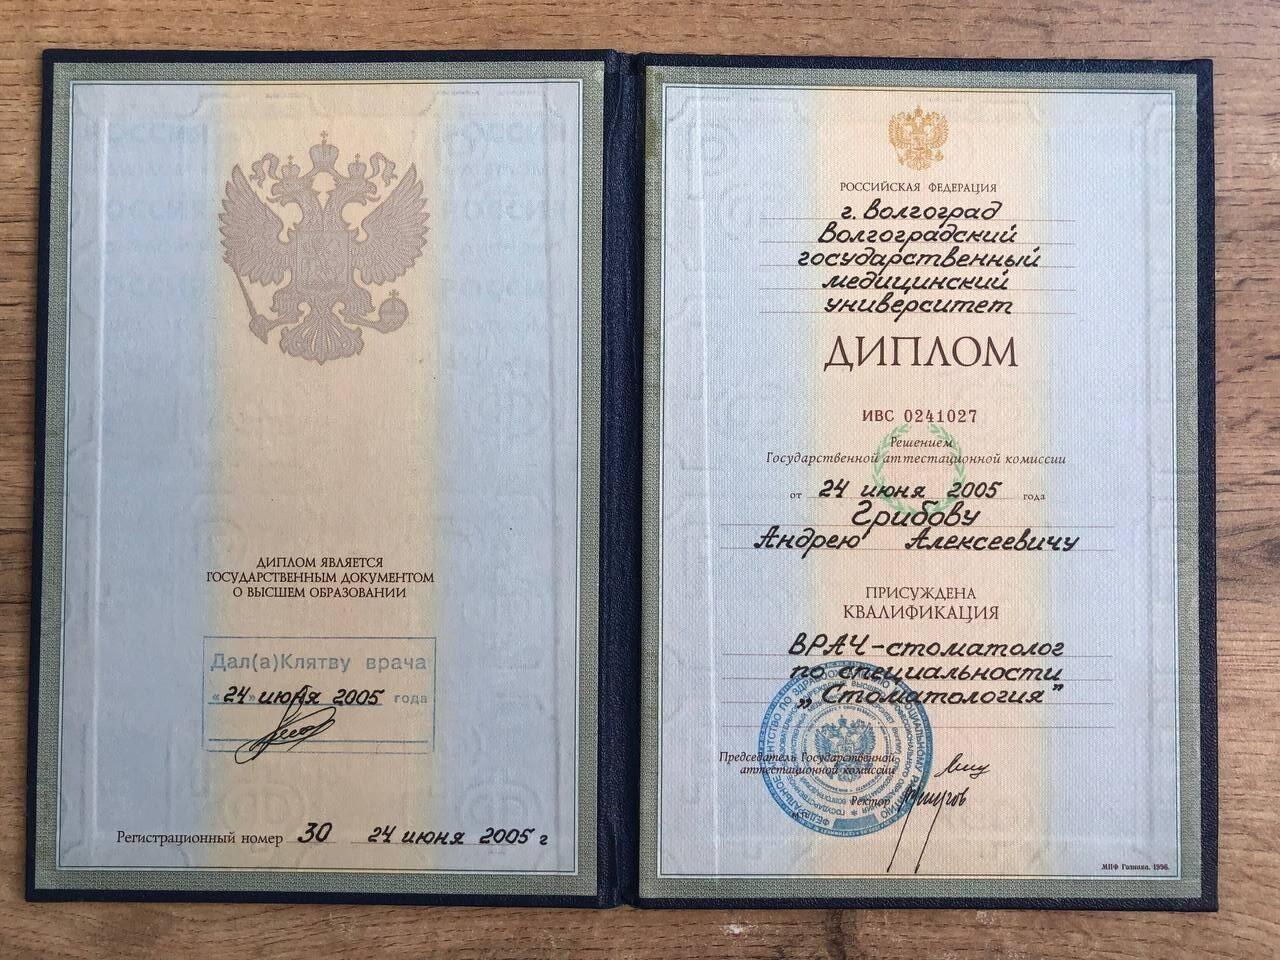 ДИПЛОМ ЯВЛЯЕТСЯ
ГОСУДАРСТВЕННЫМ ДОКУМЕНТОМ
О ВЫСШЕМ ОБРАЗОВАНИИ
Дал(а)Клятву врача
«24» июня 2005 года
Регистрационный номер 30 24 июня 2005 г
РОССИЙСКАЯ ФЕДЕРАЦИЯ
г. Волгоград
Волгоградский
государственный
медицинский
университет
ДИПЛОМ
ИВС 0241027
Решением
Государственной аттестационной комиссии
от 24 июня 2005 года
Грибову
Андрею Алексеевичу
ПРИСУЖДЕНА
КВАЛИФИКАЦИЯ
ВРАЧ-стоматолог
по специальности
„Стоматология"
Председатель Государственной
аттестационной комиссии
Ректор
МПФ Гознака. 1996.